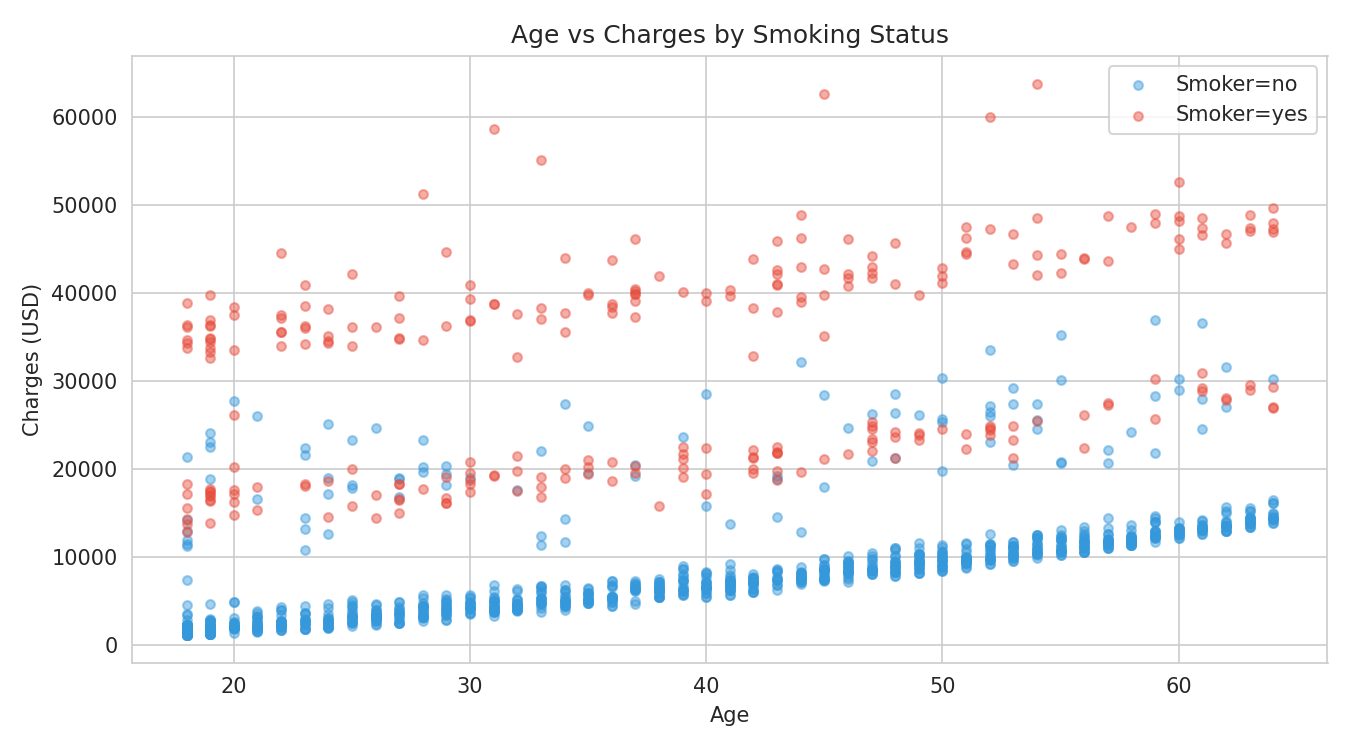 Age vs Charges by Smoking Status
Smoker=no
Smoker=yes
Charges (USD)
60000
50000
40000
30000
20000
10000
0
20 30 40 50 60
Age